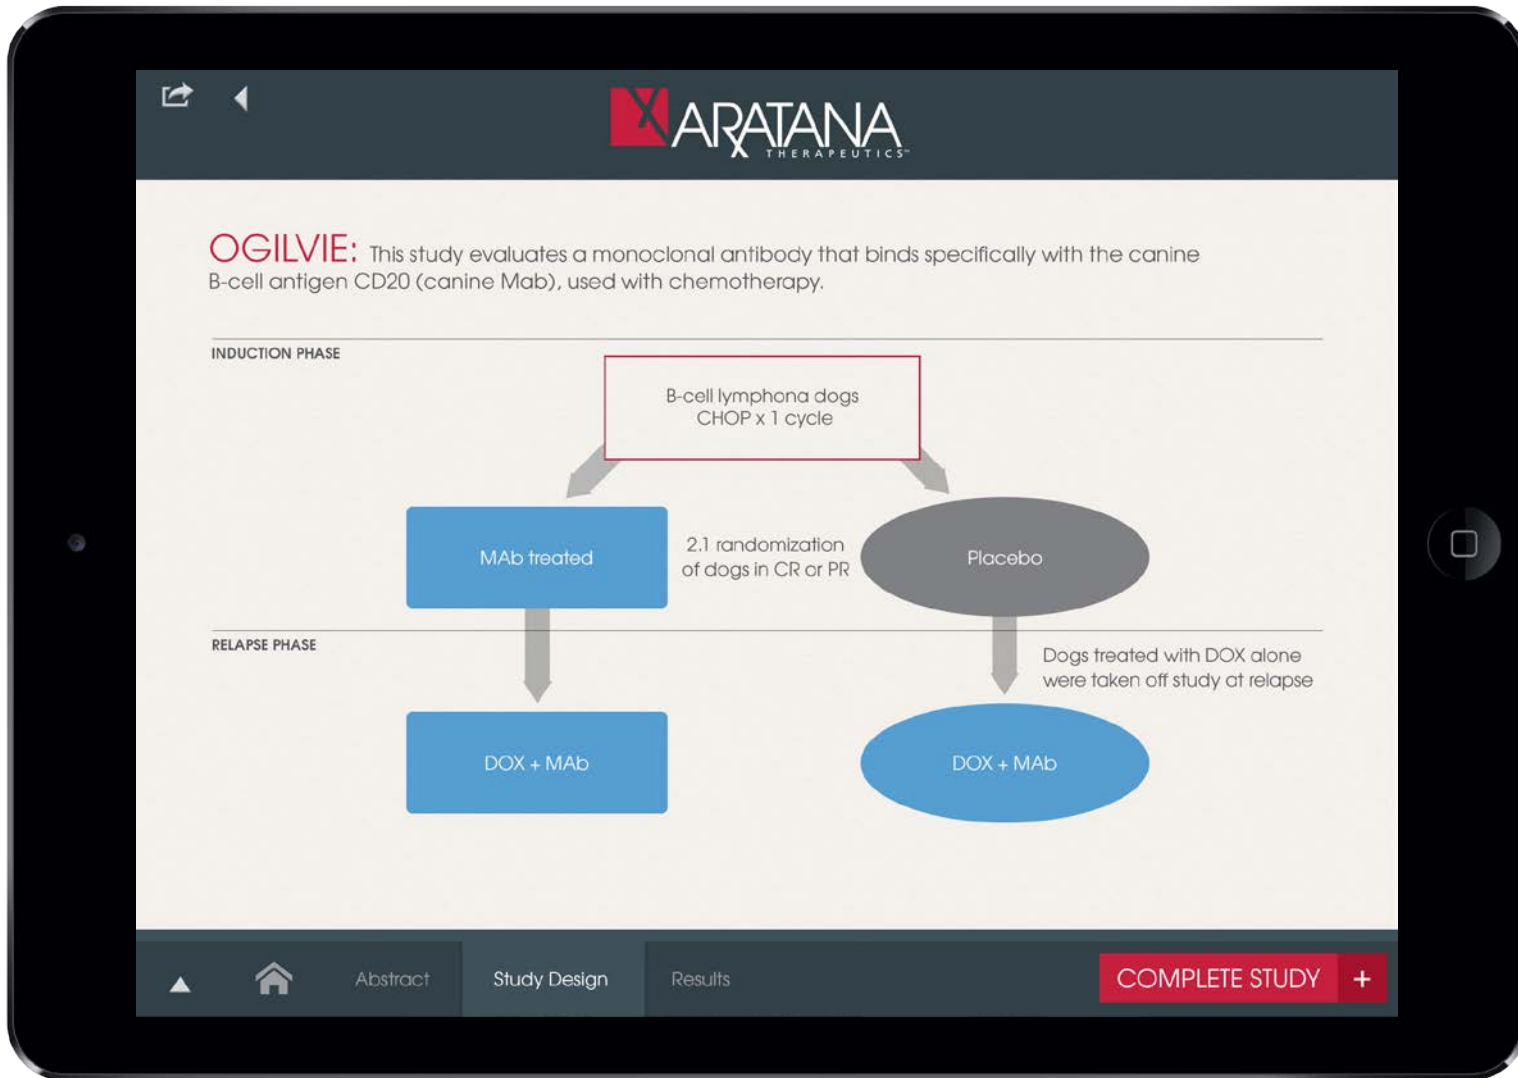 ARATANA
THERAPEUTICS™
OGILVIE: This study evaluates a monoclonal antibody that binds specifically with the canine
B-cell antigen CD20 (canine Mab), used with chemotherapy.
INDUCTION PHASE
B-cell lymphona dogs
CHOP x 1 cycle
MAb treated
2.1 randomization
of dogs in CR or PR
Placebo
RELAPSE PHASE
Dogs treated with DOX alone
were taken off study at relapse
DOX + MAb
DOX + MAb
Abstract
Study Design
Results
COMPLETE STUDY +